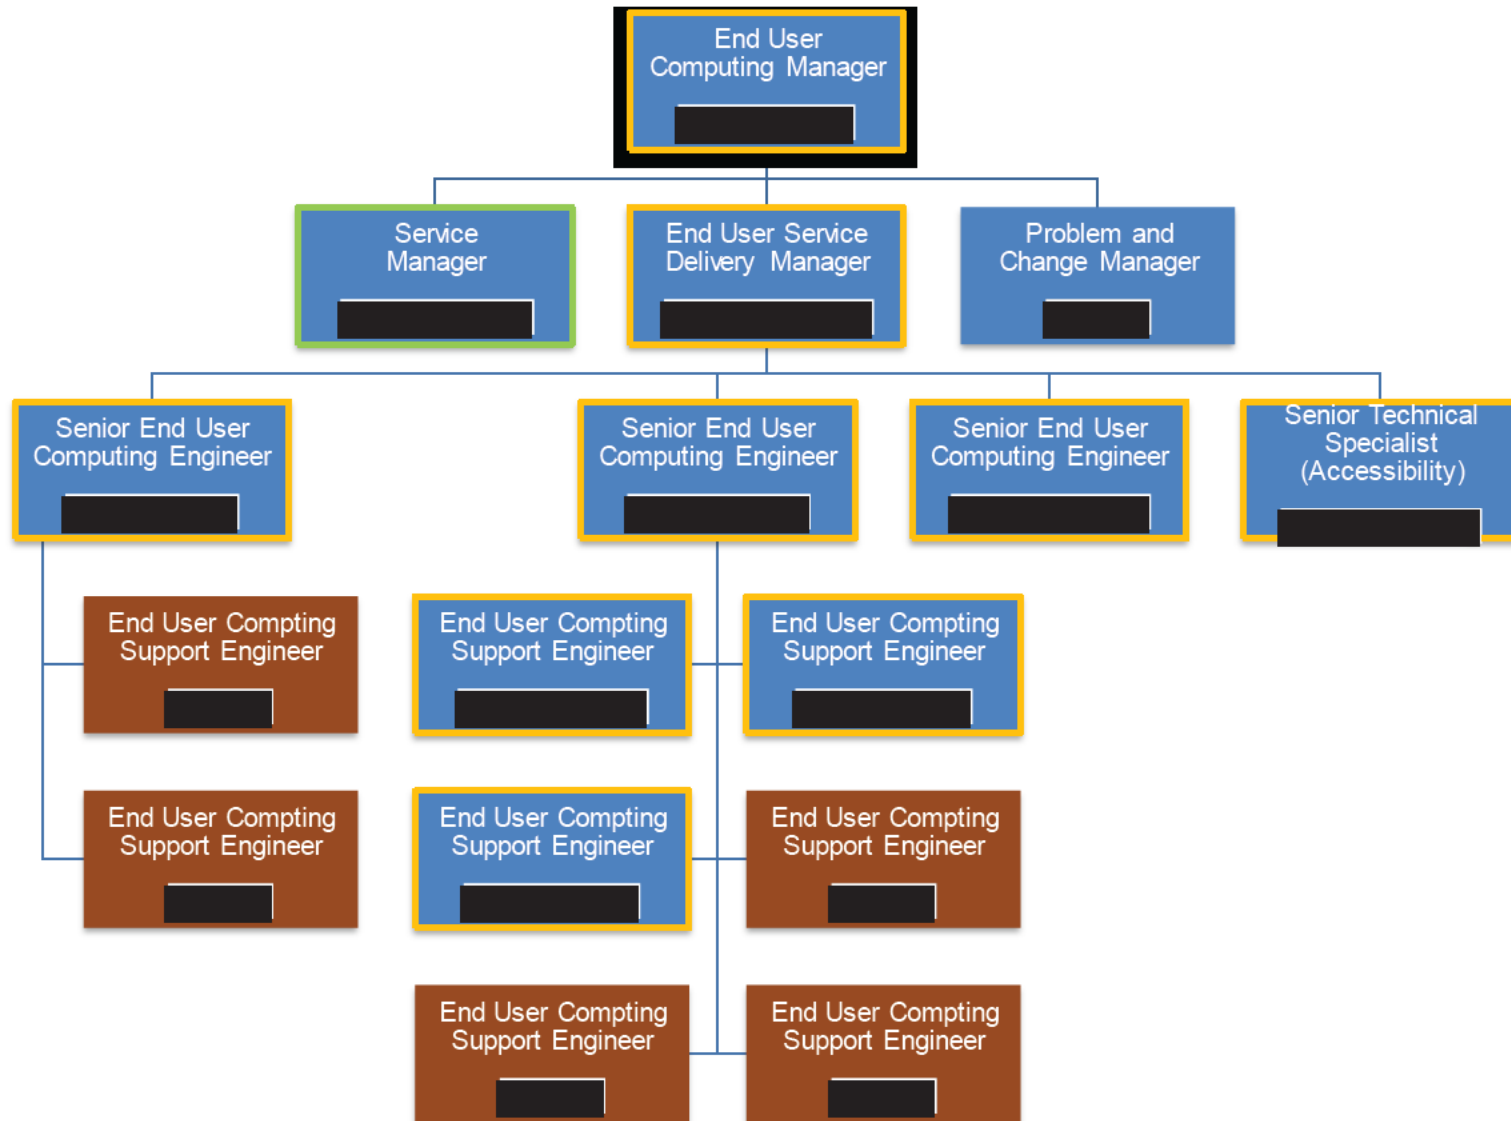 End User
Computing Manager
Service
Manager
End User Service
Delivery Manager
Problem and
Change Manager
Senior End User
Computing Engineer
Senior End User
Computing Engineer
Senior End User
Computing Engineer
Senior Technical
Specialist
(Accessibility)
End User Compting
Support Engineer
End User Compting
Support Engineer
End User Compting
Support Engineer
End User Compting
Support Engineer
End User Compting
Support Engineer
End User Compting
Support Engineer
End User Compting
Support Engineer
End User Compting
Support Engineer